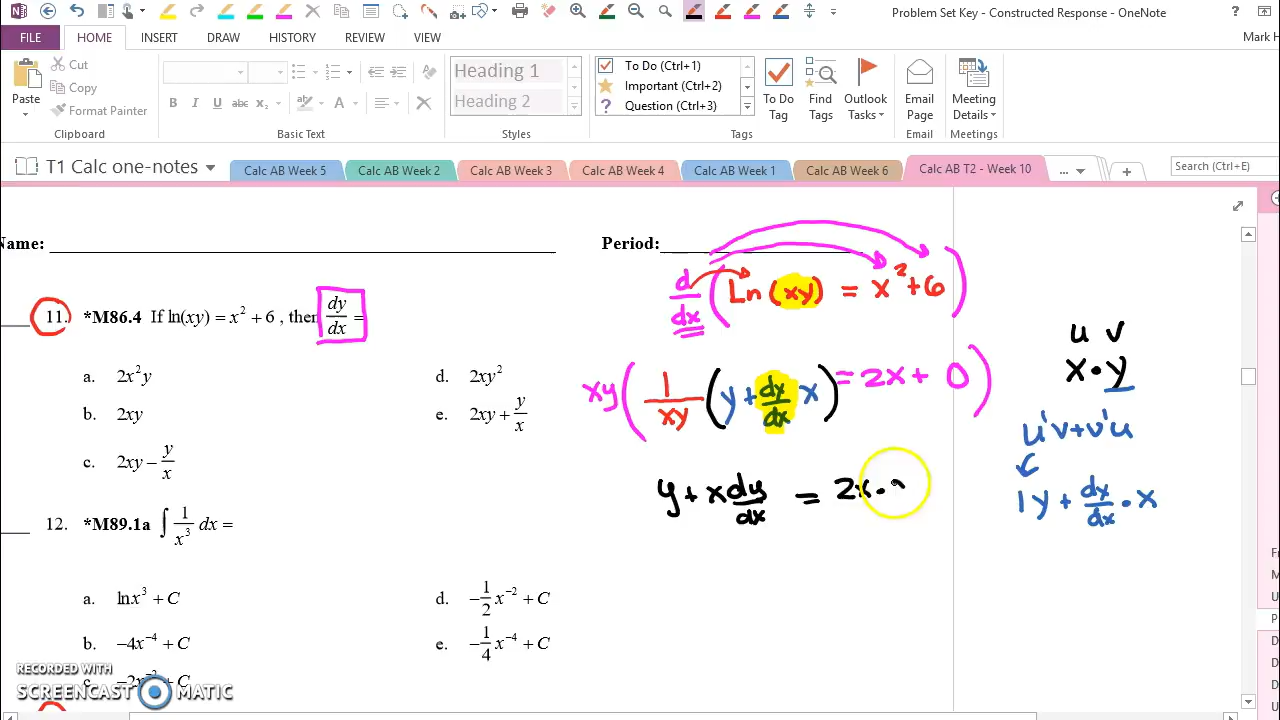 Problem Set Key - Constructed Response - OneNote
? Mark H
FILE HOME INSERT DRAW HISTORY REVIEW VIEW
Paste
Cut
Copy
Format Painter
B I U abc x₂ A
Heading 1
Heading 2
To Do (Ctrl+1)
Important (Ctrl+2)
? Question (Ctrl+3)
To Do Tag
Find Tags
Outlook Tasks
Email Page
Meeting Details
Clipboard Basic Text Styles Tags Email Meetings
T1 Calc one-notes Calc AB Week 5 Calc AB Week 2 Calc AB Week 3 Calc AB Week 4 Calc AB Week 1 Calc AB Week 6 Calc AB T2 - Week 10 ... Search (Ctrl+E)
Name: Period:
d/dx (Ln(xy) = x²+6)
11. *M86.4 If ln(xy) = x² + 6 , then dy/dx =
a. 2x²y d. 2xy²
b. 2xy e. 2xy + y/x
c. 2xy − y/x
xy(1/xy (y + dy/dx x) = 2x + 0)
y + x dy/dx = 2x·
u v
x·y
u'v+v'u
1y + dy/dx · x
12. *M89.1a ∫ 1/x³ dx =
a. lnx³ + C d. −1/2 x⁻² + C
b. −4x⁻⁴ + C e. −1/4 x⁻⁴ + C
c. −2x⁻² + C
RECORDED WITH
SCREENCAST MATIC